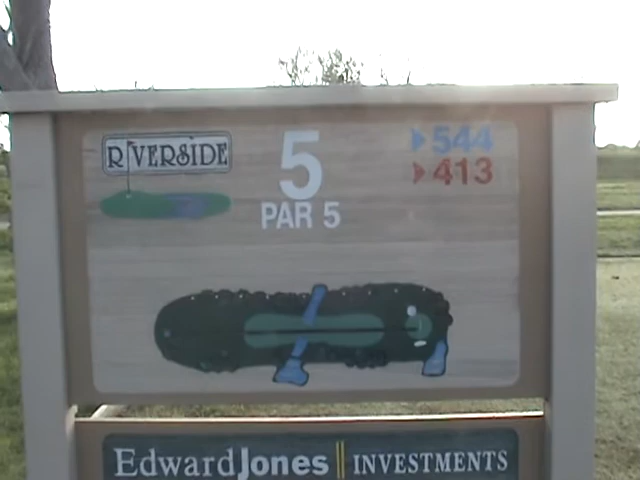 RIVERSIDE
5
PAR 5
544
413
EdwardJones INVESTMENTS